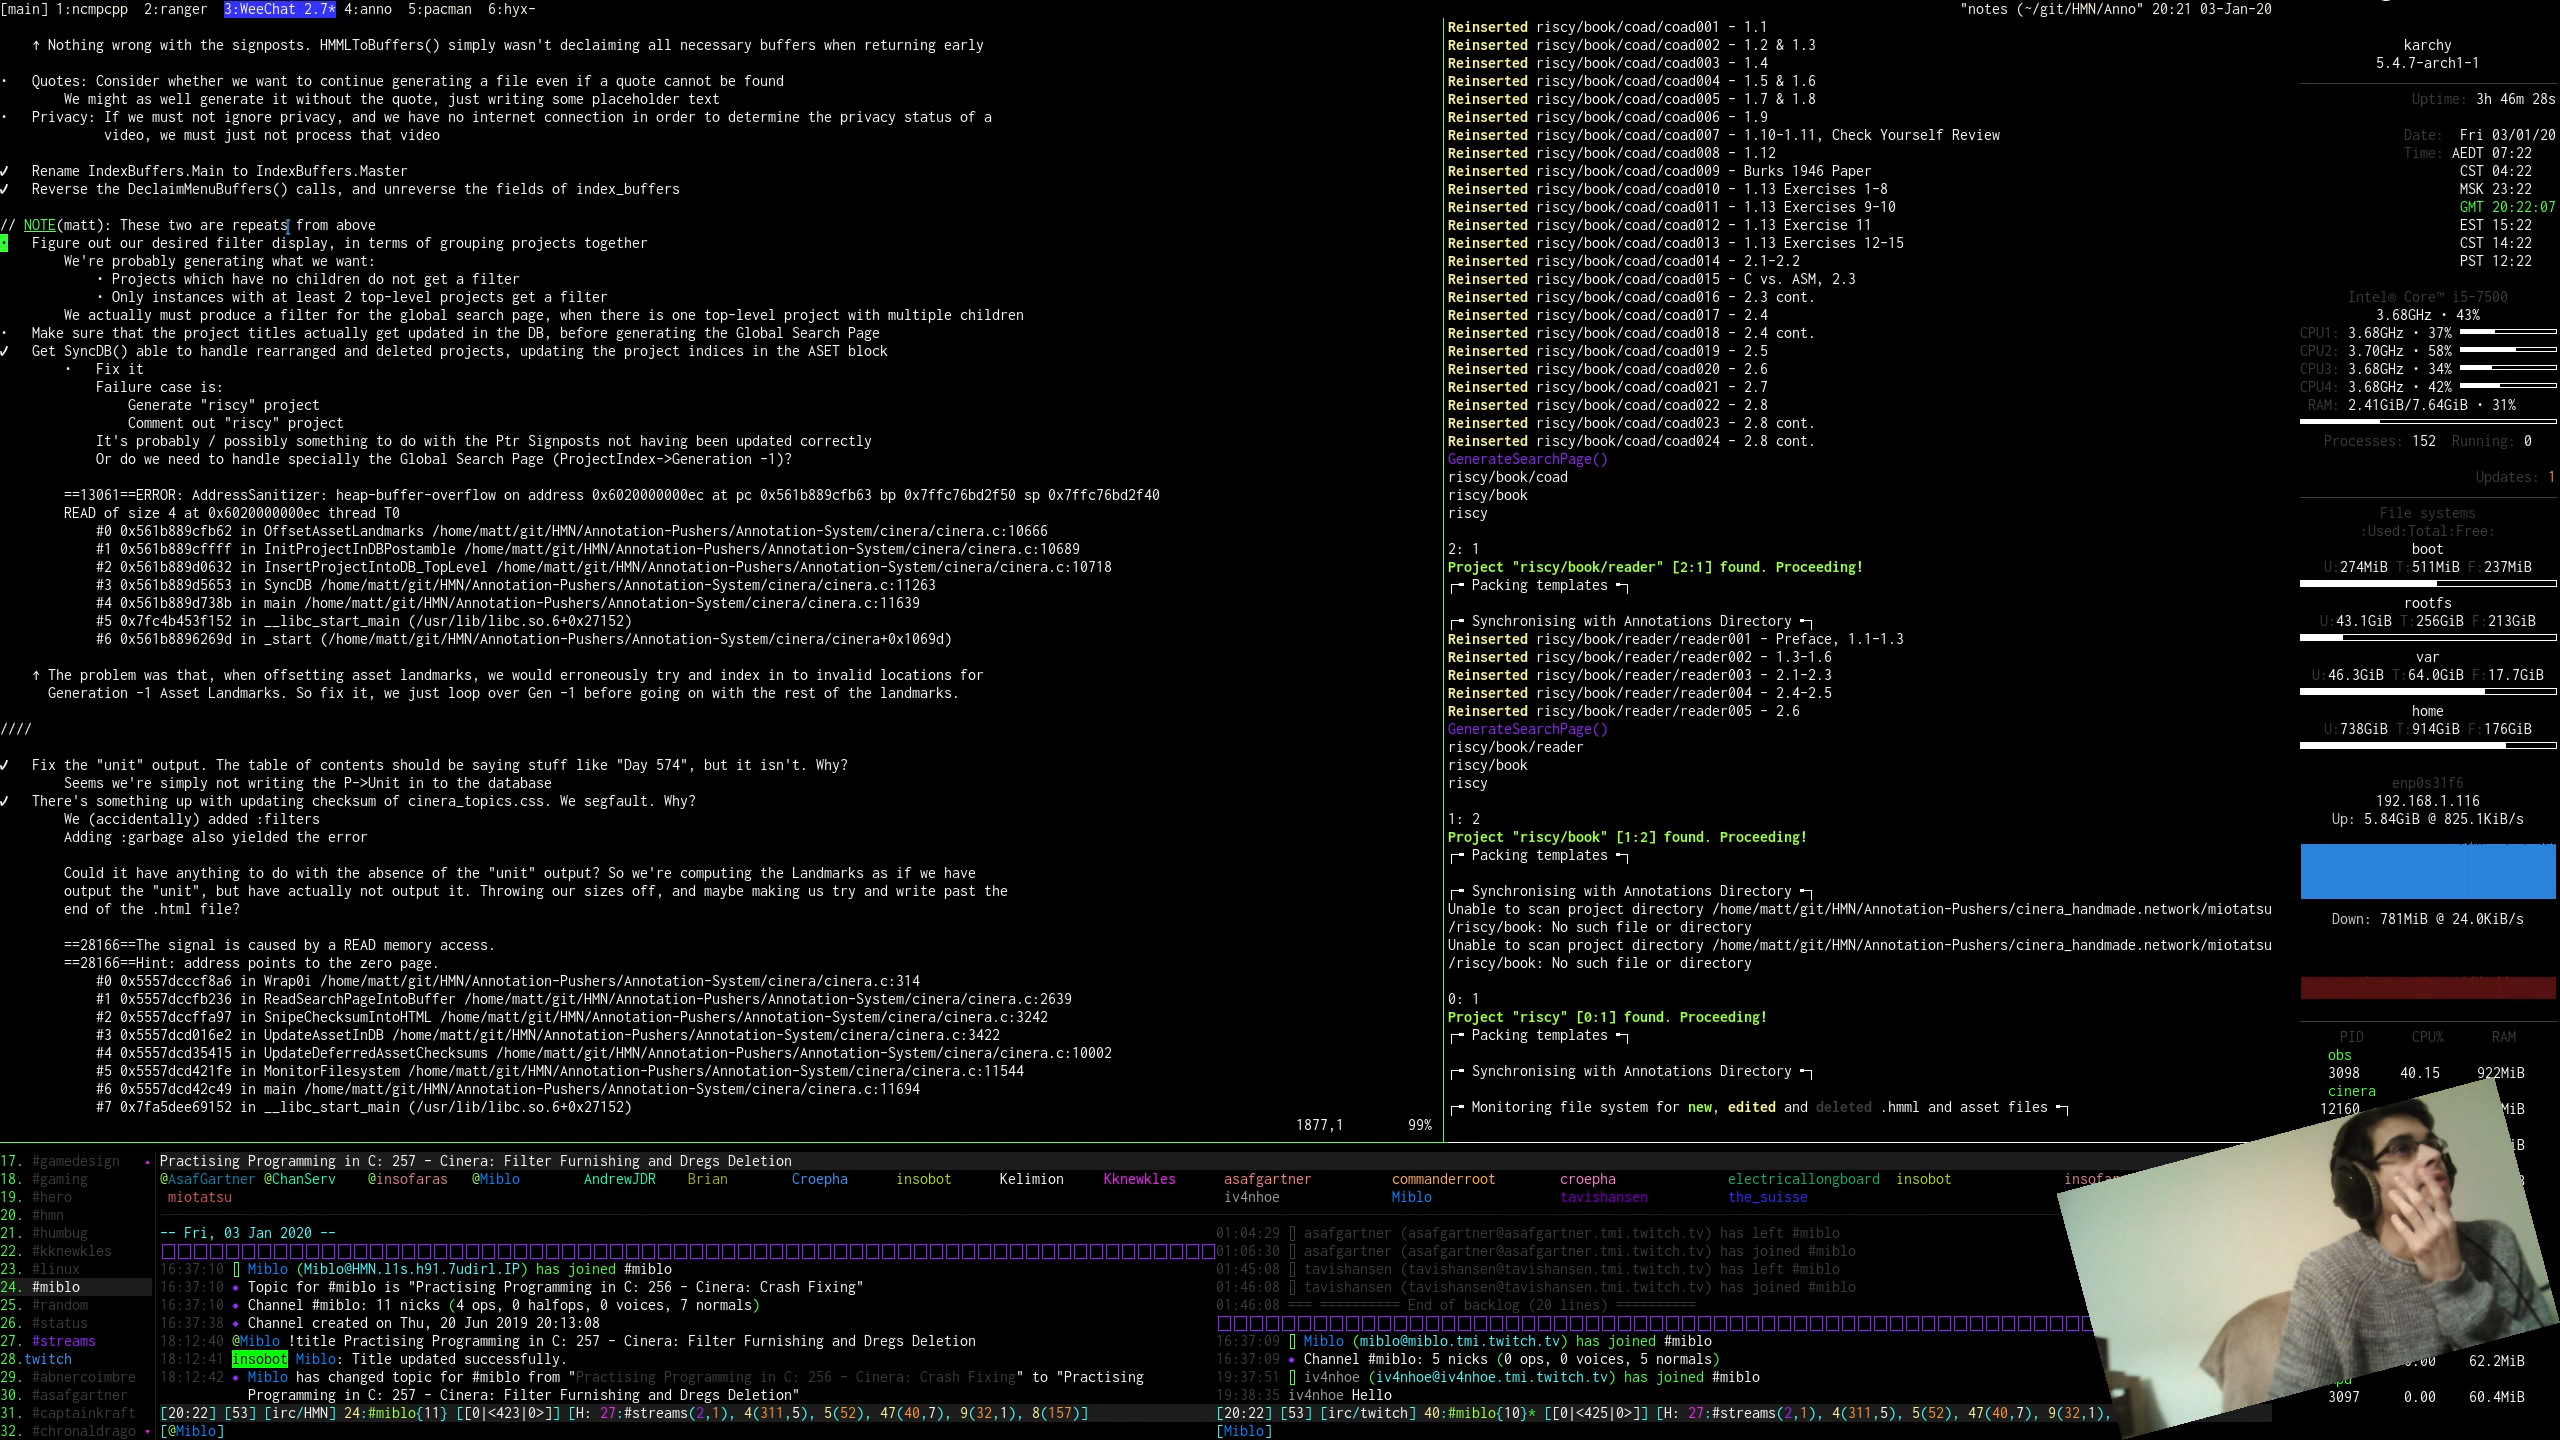 [main] 1:ncmpcpp  2:ranger  3:WeeChat 2.7* 4:anno  5:pacman  6:hyx-
"notes (~/git/HMN/Anno" 20:21 03-Jan-20
↑ Nothing wrong with the signposts. HMMLToBuffers() simply wasn't declaiming all necessary buffers when returning early
· Quotes: Consider whether we want to continue generating a file even if a quote cannot be found
We might as well generate it without the quote, just writing some placeholder text
· Privacy: If we must not ignore privacy, and we have no internet connection in order to determine the privacy status of a
video, we must just not process that video
✓ Rename IndexBuffers.Main to IndexBuffers.Master
✓ Reverse the DeclaimMenuBuffers() calls, and unreverse the fields of index_buffers
// NOTE(matt): These two are repeats from above
· Figure out our desired filter display, in terms of grouping projects together
We're probably generating what we want:
· Projects which have no children do not get a filter
· Only instances with at least 2 top-level projects get a filter
We actually must produce a filter for the global search page, when there is one top-level project with multiple children
· Make sure that the project titles actually get updated in the DB, before generating the Global Search Page
✓ Get SyncDB() able to handle rearranged and deleted projects, updating the project indices in the ASET block
· Fix it
Failure case is:
Generate "riscy" project
Comment out "riscy" project
It's probably / possibly something to do with the Ptr Signposts not having been updated correctly
Or do we need to handle specially the Global Search Page (ProjectIndex->Generation -1)?
==13061==ERROR: AddressSanitizer: heap-buffer-overflow on address 0x6020000000ec at pc 0x561b889cfb63 bp 0x7ffc76bd2f50 sp 0x7ffc76bd2f40
READ of size 4 at 0x6020000000ec thread T0
#0 0x561b889cfb62 in OffsetAssetLandmarks /home/matt/git/HMN/Annotation-Pushers/Annotation-System/cinera/cinera.c:10666
#1 0x561b889cffff in InitProjectInDBPostamble /home/matt/git/HMN/Annotation-Pushers/Annotation-System/cinera/cinera.c:10689
#2 0x561b889d0632 in InsertProjectIntoDB_TopLevel /home/matt/git/HMN/Annotation-Pushers/Annotation-System/cinera/cinera.c:10718
#3 0x561b889d5653 in SyncDB /home/matt/git/HMN/Annotation-Pushers/Annotation-System/cinera/cinera.c:11263
#4 0x561b889d738b in main /home/matt/git/HMN/Annotation-Pushers/Annotation-System/cinera/cinera.c:11639
#5 0x7fc4b453f152 in __libc_start_main (/usr/lib/libc.so.6+0x27152)
#6 0x561b8896269d in _start (/home/matt/git/HMN/Annotation-Pushers/Annotation-System/cinera/cinera+0x1069d)
↑ The problem was that, when offsetting asset landmarks, we would erroneously try and index in to invalid locations for
Generation -1 Asset Landmarks. So fix it, we just loop over Gen -1 before going on with the rest of the landmarks.
////
✓ Fix the "unit" output. The table of contents should be saying stuff like "Day 574", but it isn't. Why?
Seems we're simply not writing the P->Unit in to the database
✓ There's something up with updating checksum of cinera_topics.css. We segfault. Why?
We (accidentally) added :filters
Adding :garbage also yielded the error
Could it have anything to do with the absence of the "unit" output? So we're computing the Landmarks as if we have
output the "unit", but have actually not output it. Throwing our sizes off, and maybe making us try and write past the
end of the .html file?
==28166==The signal is caused by a READ memory access.
==28166==Hint: address points to the zero page.
#0 0x5557dcccf8a6 in Wrap0i /home/matt/git/HMN/Annotation-Pushers/Annotation-System/cinera/cinera.c:314
#1 0x5557dccfb236 in ReadSearchPageIntoBuffer /home/matt/git/HMN/Annotation-Pushers/Annotation-System/cinera/cinera.c:2639
#2 0x5557dccffa97 in SnipeChecksumIntoHTML /home/matt/git/HMN/Annotation-Pushers/Annotation-System/cinera/cinera.c:3242
#3 0x5557dcd016e2 in UpdateAssetInDB /home/matt/git/HMN/Annotation-Pushers/Annotation-System/cinera/cinera.c:3422
#4 0x5557dcd35415 in UpdateDeferredAssetChecksums /home/matt/git/HMN/Annotation-Pushers/Annotation-System/cinera/cinera.c:10002
#5 0x5557dcd421fe in MonitorFilesystem /home/matt/git/HMN/Annotation-Pushers/Annotation-System/cinera/cinera.c:11544
#6 0x5557dcd42c49 in main /home/matt/git/HMN/Annotation-Pushers/Annotation-System/cinera/cinera.c:11694
#7 0x7fa5dee69152 in __libc_start_main (/usr/lib/libc.so.6+0x27152)
1877,1 99%
Reinserted riscy/book/coad/coad001 - 1.1
Reinserted riscy/book/coad/coad002 - 1.2 & 1.3
Reinserted riscy/book/coad/coad003 - 1.4
Reinserted riscy/book/coad/coad004 - 1.5 & 1.6
Reinserted riscy/book/coad/coad005 - 1.7 & 1.8
Reinserted riscy/book/coad/coad006 - 1.9
Reinserted riscy/book/coad/coad007 - 1.10-1.11, Check Yourself Review
Reinserted riscy/book/coad/coad008 - 1.12
Reinserted riscy/book/coad/coad009 - Burks 1946 Paper
Reinserted riscy/book/coad/coad010 - 1.13 Exercises 1-8
Reinserted riscy/book/coad/coad011 - 1.13 Exercises 9-10
Reinserted riscy/book/coad/coad012 - 1.13 Exercise 11
Reinserted riscy/book/coad/coad013 - 1.13 Exercises 12-15
Reinserted riscy/book/coad/coad014 - 2.1-2.2
Reinserted riscy/book/coad/coad015 - C vs. ASM, 2.3
Reinserted riscy/book/coad/coad016 - 2.3 cont.
Reinserted riscy/book/coad/coad017 - 2.4
Reinserted riscy/book/coad/coad018 - 2.4 cont.
Reinserted riscy/book/coad/coad019 - 2.5
Reinserted riscy/book/coad/coad020 - 2.6
Reinserted riscy/book/coad/coad021 - 2.7
Reinserted riscy/book/coad/coad022 - 2.8
Reinserted riscy/book/coad/coad023 - 2.8 cont.
Reinserted riscy/book/coad/coad024 - 2.8 cont.
GenerateSearchPage()
riscy/book/coad
riscy/book
riscy
2: 1
Project "riscy/book/reader" [2:1] found. Proceeding!
Packing templates
Synchronising with Annotations Directory
Reinserted riscy/book/reader/reader001 - Preface, 1.1-1.3
Reinserted riscy/book/reader/reader002 - 1.3-1.6
Reinserted riscy/book/reader/reader003 - 2.1-2.3
Reinserted riscy/book/reader/reader004 - 2.4-2.5
Reinserted riscy/book/reader/reader005 - 2.6
GenerateSearchPage()
riscy/book/reader
riscy/book
riscy
1: 2
Project "riscy/book" [1:2] found. Proceeding!
Packing templates
Synchronising with Annotations Directory
Unable to scan project directory /home/matt/git/HMN/Annotation-Pushers/cinera_handmade.network/miotatsu
/riscy/book: No such file or directory
Unable to scan project directory /home/matt/git/HMN/Annotation-Pushers/cinera_handmade.network/miotatsu
/riscy/book: No such file or directory
0: 1
Project "riscy" [0:1] found. Proceeding!
Packing templates
Synchronising with Annotations Directory
Monitoring file system for new, edited and deleted .hmml and asset files
karchy
5.4.7-arch1-1
Uptime: 3h 46m 28s
Date: Fri 03/01/20
Time: AEDT 07:22
CST 04:22
MSK 23:22
GMT 20:22:07
EST 15:22
CST 14:22
PST 12:22
Intel® Core™ i5-7500
3.68GHz · 43%
CPU1: 3.68GHz · 37%
CPU2: 3.70GHz · 58%
CPU3: 3.68GHz · 34%
CPU4: 3.68GHz · 42%
RAM: 2.41GiB/7.64GiB · 31%
Processes: 152 Running: 0
Updates: 1
File systems
:Used:Total:Free:
boot
U:274MiB T:511MiB F:237MiB
rootfs
U:43.1GiB T:256GiB F:213GiB
var
U:46.3GiB T:64.0GiB F:17.7GiB
home
U:738GiB T:914GiB F:176GiB
enp0s31f6
192.168.1.116
Up: 5.84GiB @ 825.1KiB/s
Down: 781MiB @ 24.0KiB/s
PID CPU% RAM
obs
3098 40.15 922MiB
cinera
12160
62.2MiB
3097 0.00 60.4MiB
17. #gamedesign
18. #gaming
19. #hero
20. #hmn
21. #humbug
22. #kknewkles
23. #linux
24. #miblo
25. #random
26. #status
27. #streams
28.twitch
29. #abnercoimbre
30. #asafgartner
31. #captainkraft
32. #chronaldrago
Practising Programming in C: 257 - Cinera: Filter Furnishing and Dregs Deletion
@AsafGartner @ChanServ @insofaras @Miblo AndrewJDR Brian Croepha insobot Kelimion Kknewkles
miotatsu
-- Fri, 03 Jan 2020 --
16:37:10 Miblo (Miblo@HMN.l1s.h91.7udirl.IP) has joined #miblo
16:37:10 Topic for #miblo is "Practising Programming in C: 256 - Cinera: Crash Fixing"
16:37:10 Channel #miblo: 11 nicks (4 ops, 0 halfops, 0 voices, 7 normals)
16:37:38 Channel created on Thu, 20 Jun 2019 20:13:08
18:12:40 @Miblo !title Practising Programming in C: 257 - Cinera: Filter Furnishing and Dregs Deletion
18:12:41 insobot Miblo: Title updated successfully.
18:12:42 Miblo has changed topic for #miblo from "Practising Programming in C: 256 - Cinera: Crash Fixing" to "Practising
Programming in C: 257 - Cinera: Filter Furnishing and Dregs Deletion"
[20:22] [53] [irc/HMN] 24:#miblo{11} [[0|<423|0>]] [H: 27:#streams(2,1), 4(311,5), 5(52), 47(40,7), 9(32,1), 8(157)]
[@Miblo]
asafgartner commanderroot croepha electricallongboard insobot
iv4nhoe Miblo tavishansen the_suisse
01:04:29 asafgartner (asafgartner@asafgartner.tmi.twitch.tv) has left #miblo
01:06:30 asafgartner (asafgartner@asafgartner.tmi.twitch.tv) has joined #miblo
01:45:08 tavishansen (tavishansen@tavishansen.tmi.twitch.tv) has left #miblo
01:46:08 tavishansen (tavishansen@tavishansen.tmi.twitch.tv) has joined #miblo
01:46:08 === ========== End of backlog (20 lines) ==========
16:37:09 Miblo (miblo@miblo.tmi.twitch.tv) has joined #miblo
16:37:09 Channel #miblo: 5 nicks (0 ops, 0 voices, 5 normals)
19:37:51 iv4nhoe (iv4nhoe@iv4nhoe.tmi.twitch.tv) has joined #miblo
19:38:35 iv4nhoe Hello
[20:22] [53] [irc/twitch] 40:#miblo{10}* [[0|<425|0>]] [H: 27:#streams(2,1), 4(311,5), 5(52), 47(40,7), 9(32,1),
[Miblo]